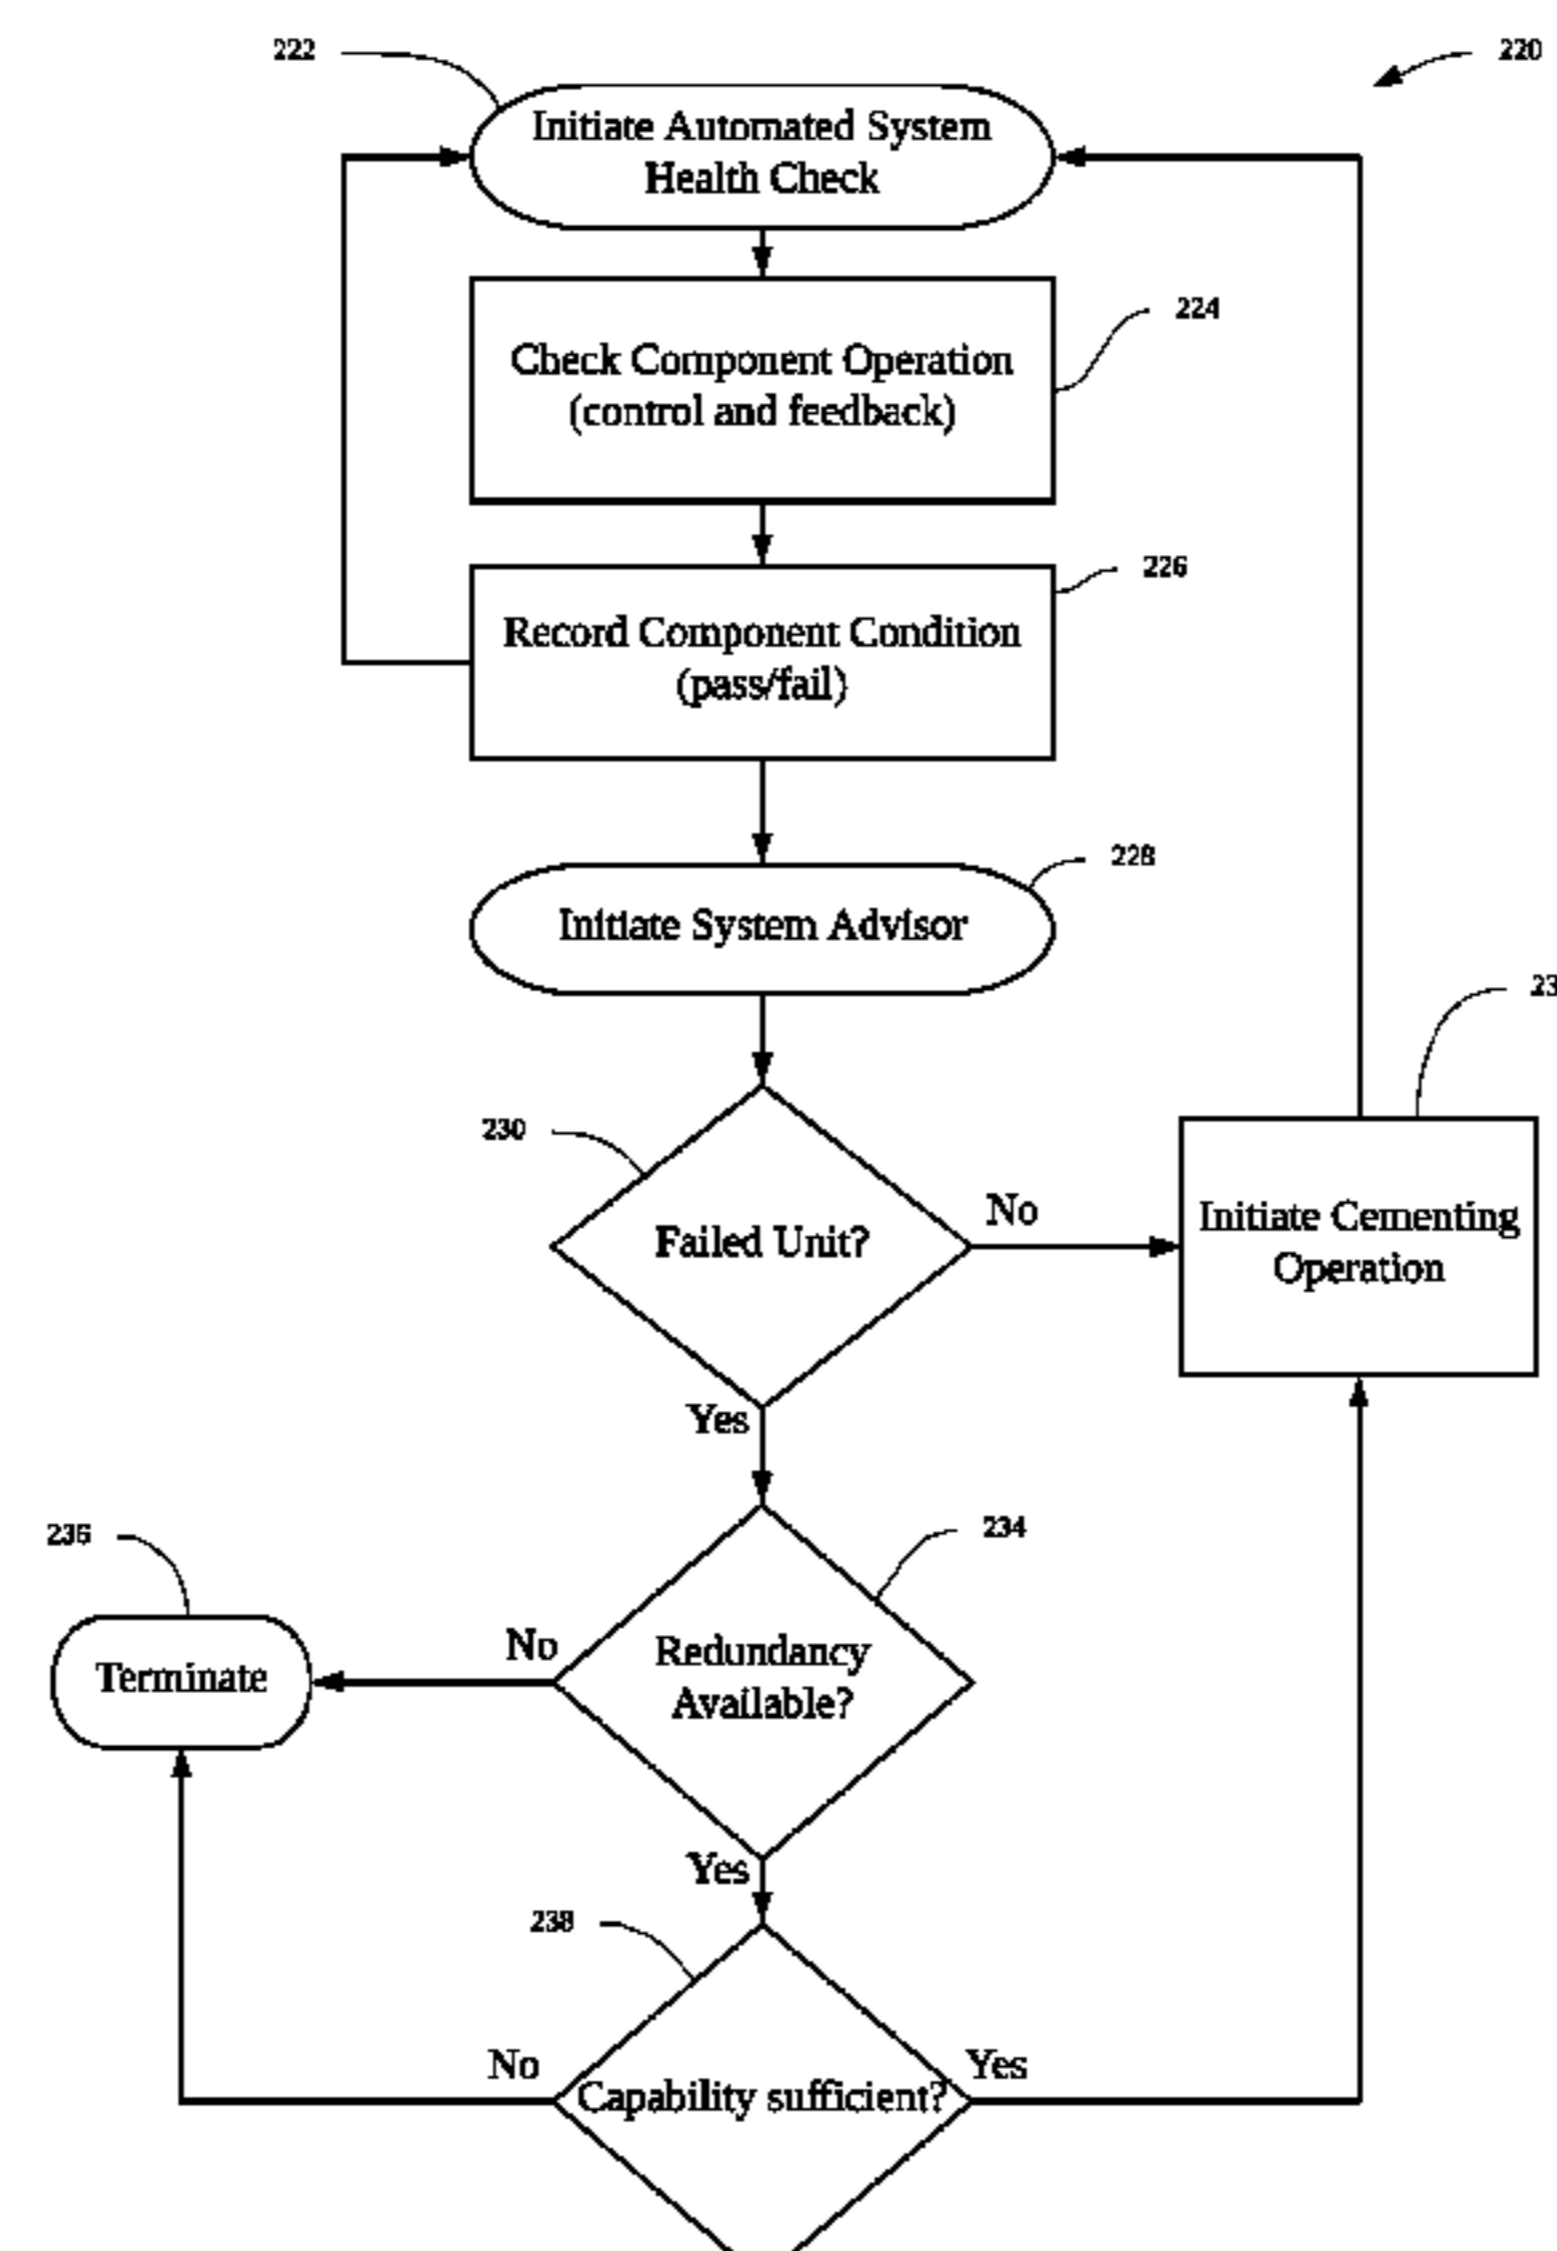 222
220
Initiate Automated System
Health Check
224
Check Component Operation
(control and feedback)
226
Record Component Condition
(pass/fail)
228
Initiate System Advisor
23
230
No
Failed Unit?
Initiate Cementing
Operation
Yes
236
234
Terminate
No
Redundancy
Available?
Yes
238
No
Yes
Capability sufficient?